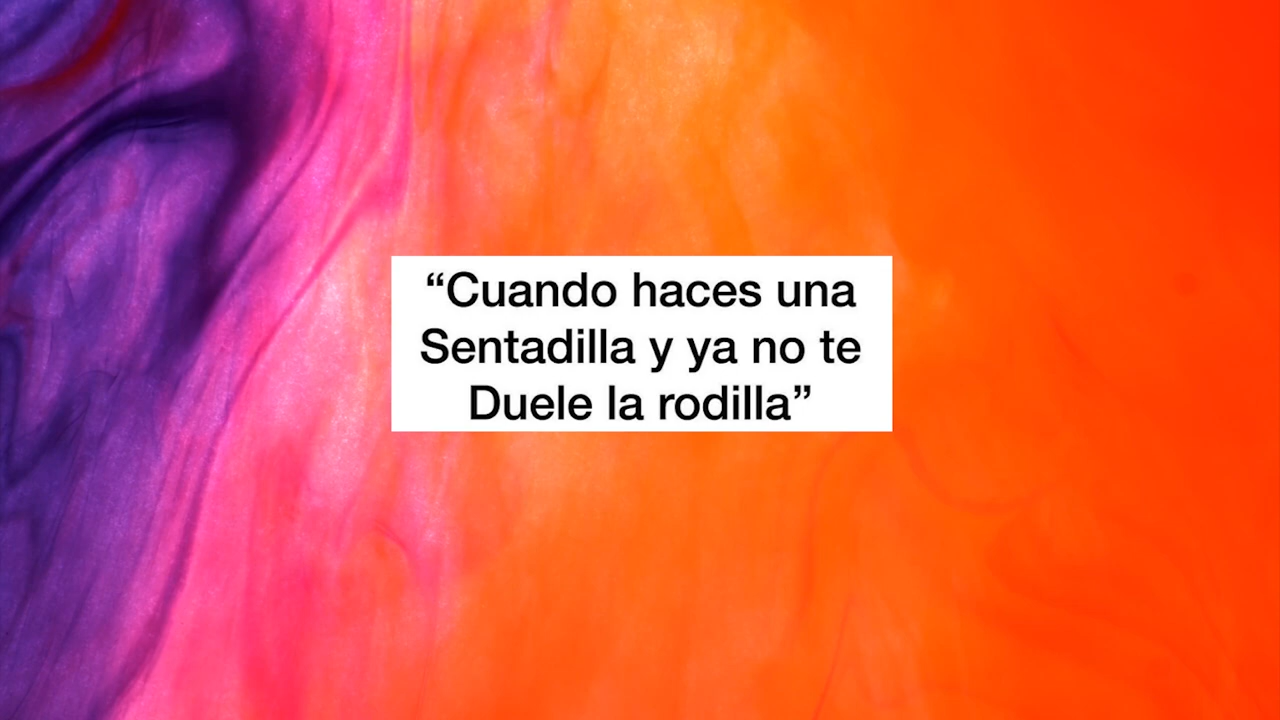 “Cuando haces una
Sentadilla y ya no te
Duele la rodilla”